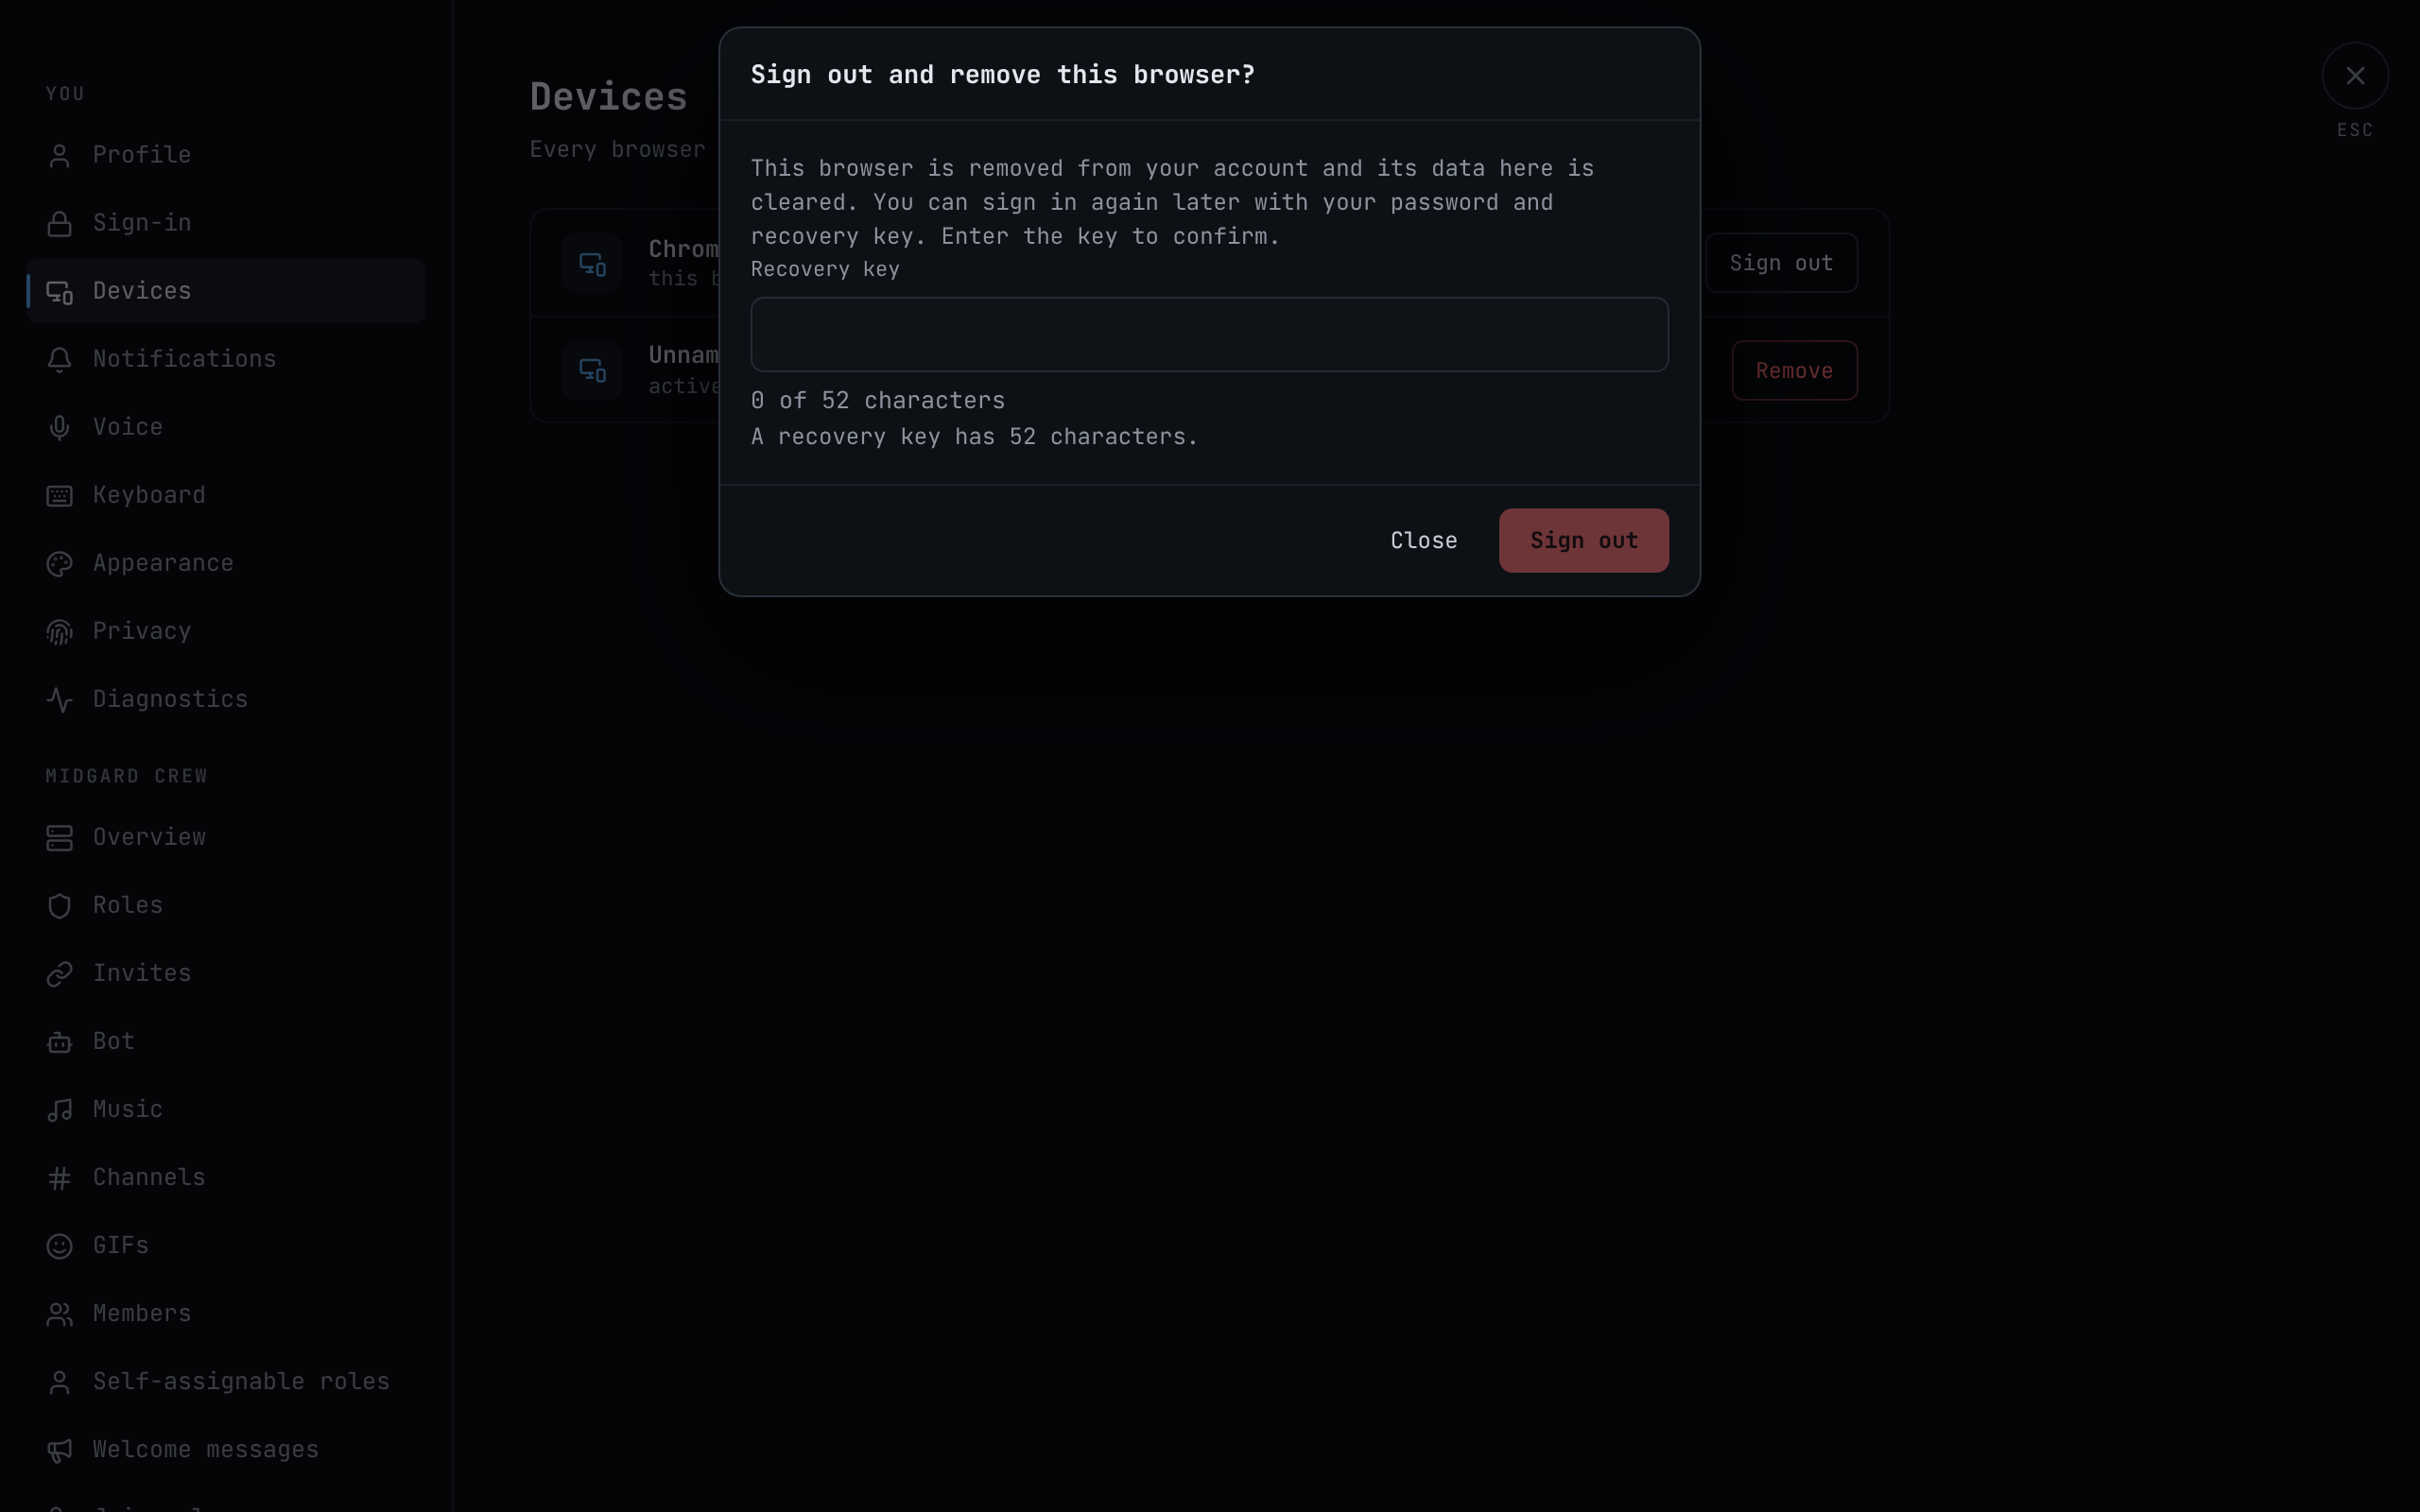 YOU
Profile
Sign-in
Devices
Notifications
Voice
Keyboard
Appearance
Privacy
Diagnostics
MIDGARD CREW
Overview
Roles
Invites
Bot
Music
Channels
GIFs
Members
Self-assignable roles
Welcome messages
Devices
Every browser
this
active
Sign out
Remove
ESC
Sign out and remove this browser?
This browser is removed from your account and its data here is
cleared. You can sign in again later with your password and
recovery key. Enter the key to confirm.
Recovery key
0 of 52 characters
A recovery key has 52 characters.
Close
Sign out